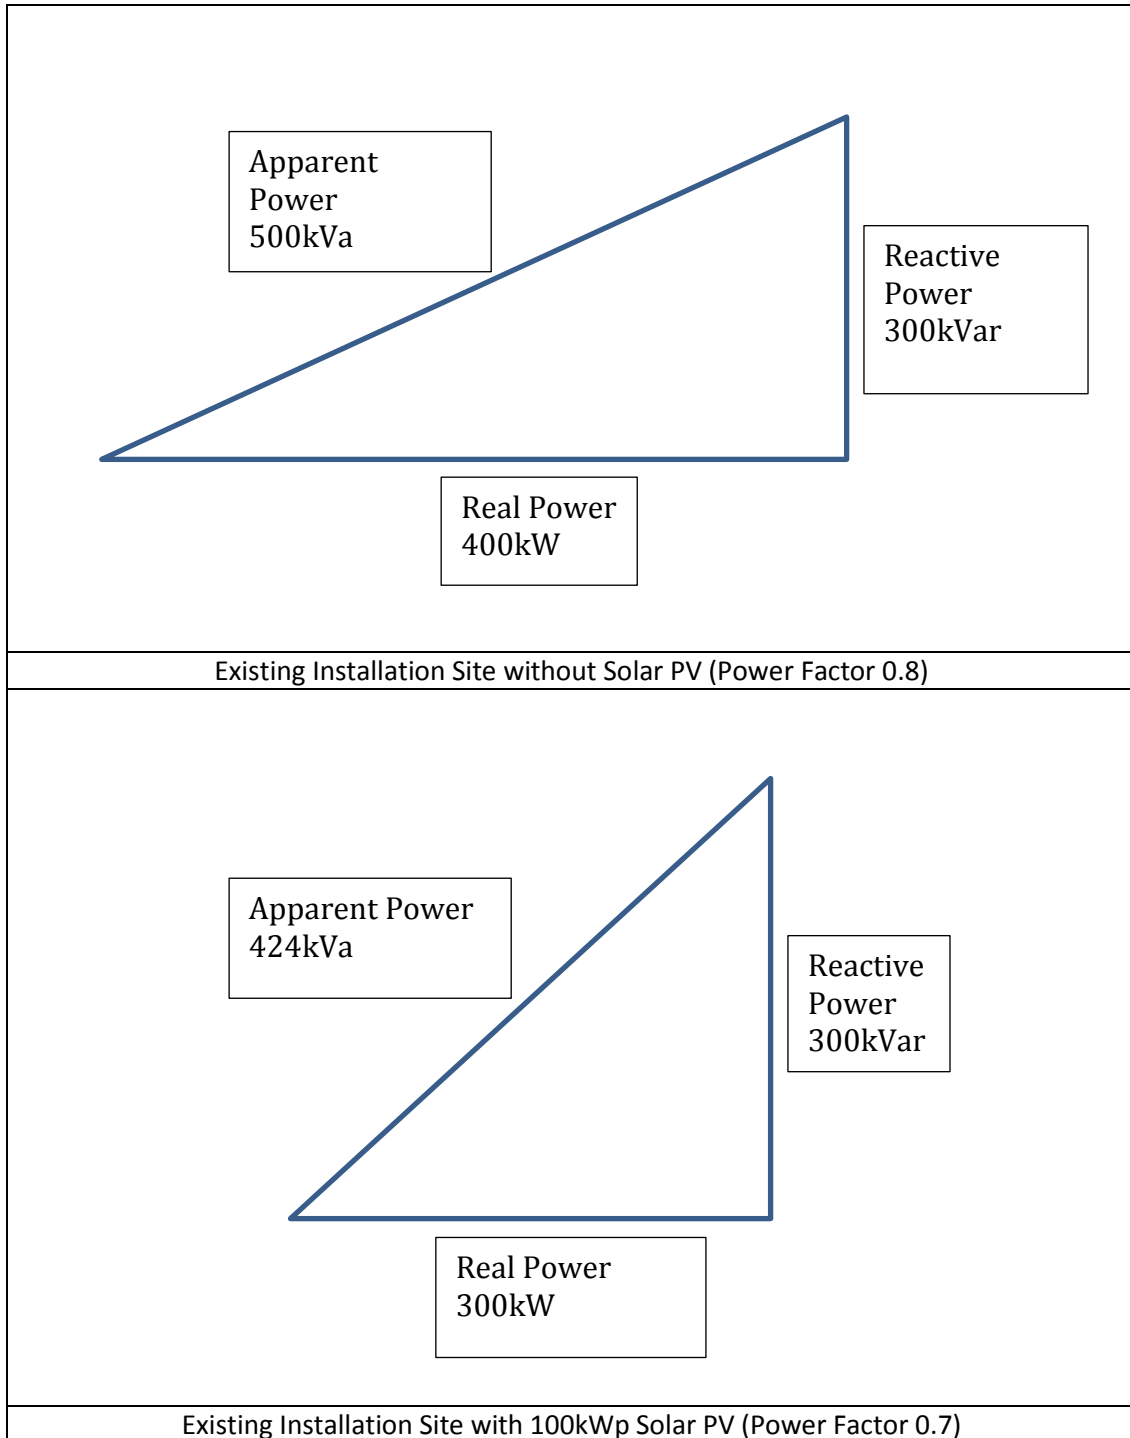 Apparent
Power
500kVa
Reactive
Power
300kVar
Real Power
400kW
Existing Installation Site without Solar PV (Power Factor 0.8)
Apparent Power
424kVa
Reactive
Power
300kVar
Real Power
300kW
Existing Installation Site with 100kWp Solar PV (Power Factor 0.7)